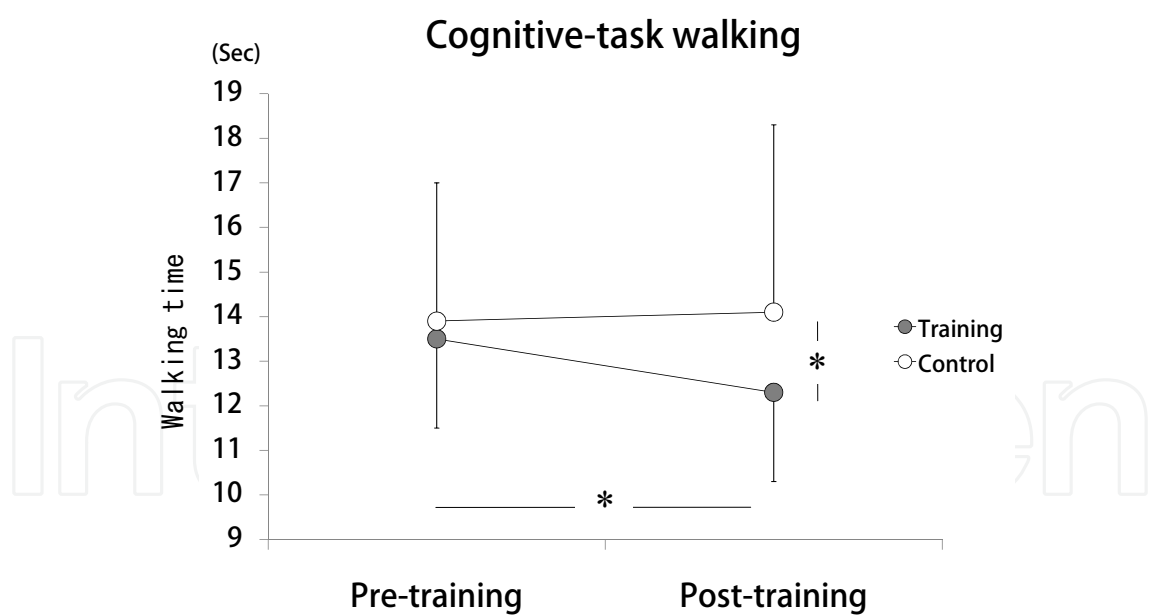 Cognitive-task walking
(Sec)
19
18
17
16
15
14
13
12
11
10
9
Walking time
Training
Control
*
*
Pre-training
Post-training